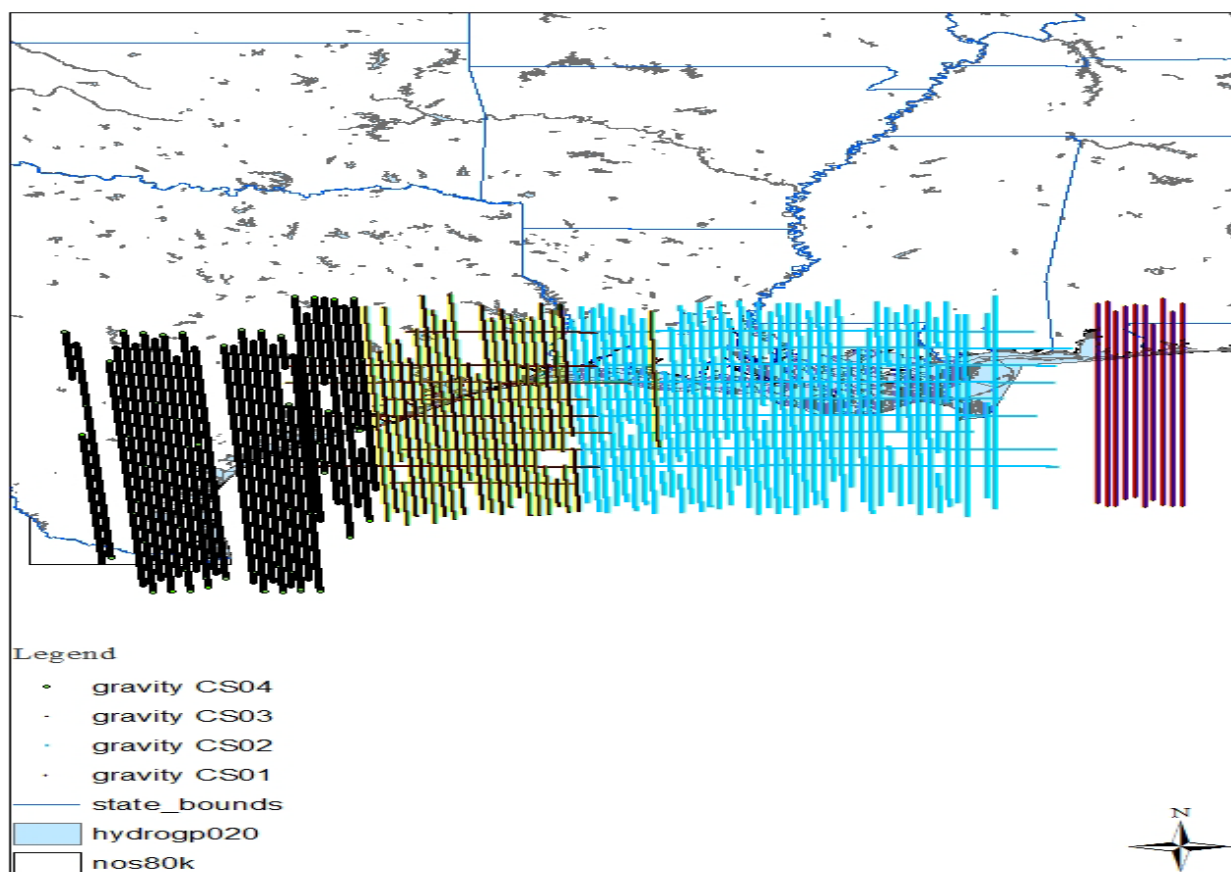 Legend
gravity CS04
gravity CS03
gravity CS02
gravity CS01
state_bounds
hydrogp020
nos80k
N